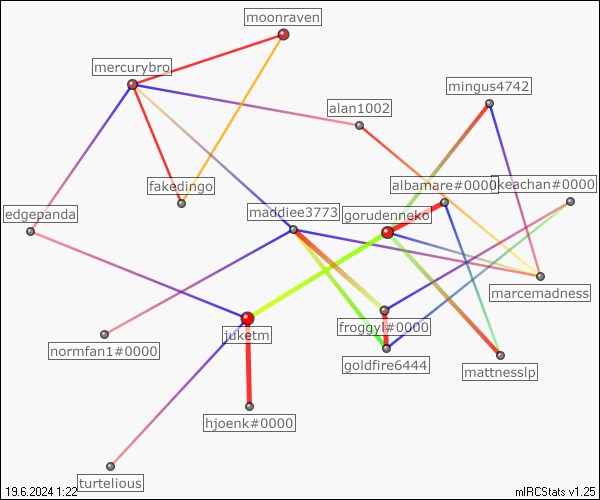 moonraven
mercurybro
mingus4742
alan1002
fakedingo
albamare#0000
keachan#0000
edgepanda
maddiee3773
gorudenneko
marcemadness
juketm
froggyl#0000
normfan1#0000
goldfire6444
mattnesslp
hjoenk#0000
turtelious
19.6.2024 1:22
mIRCStats v1.25